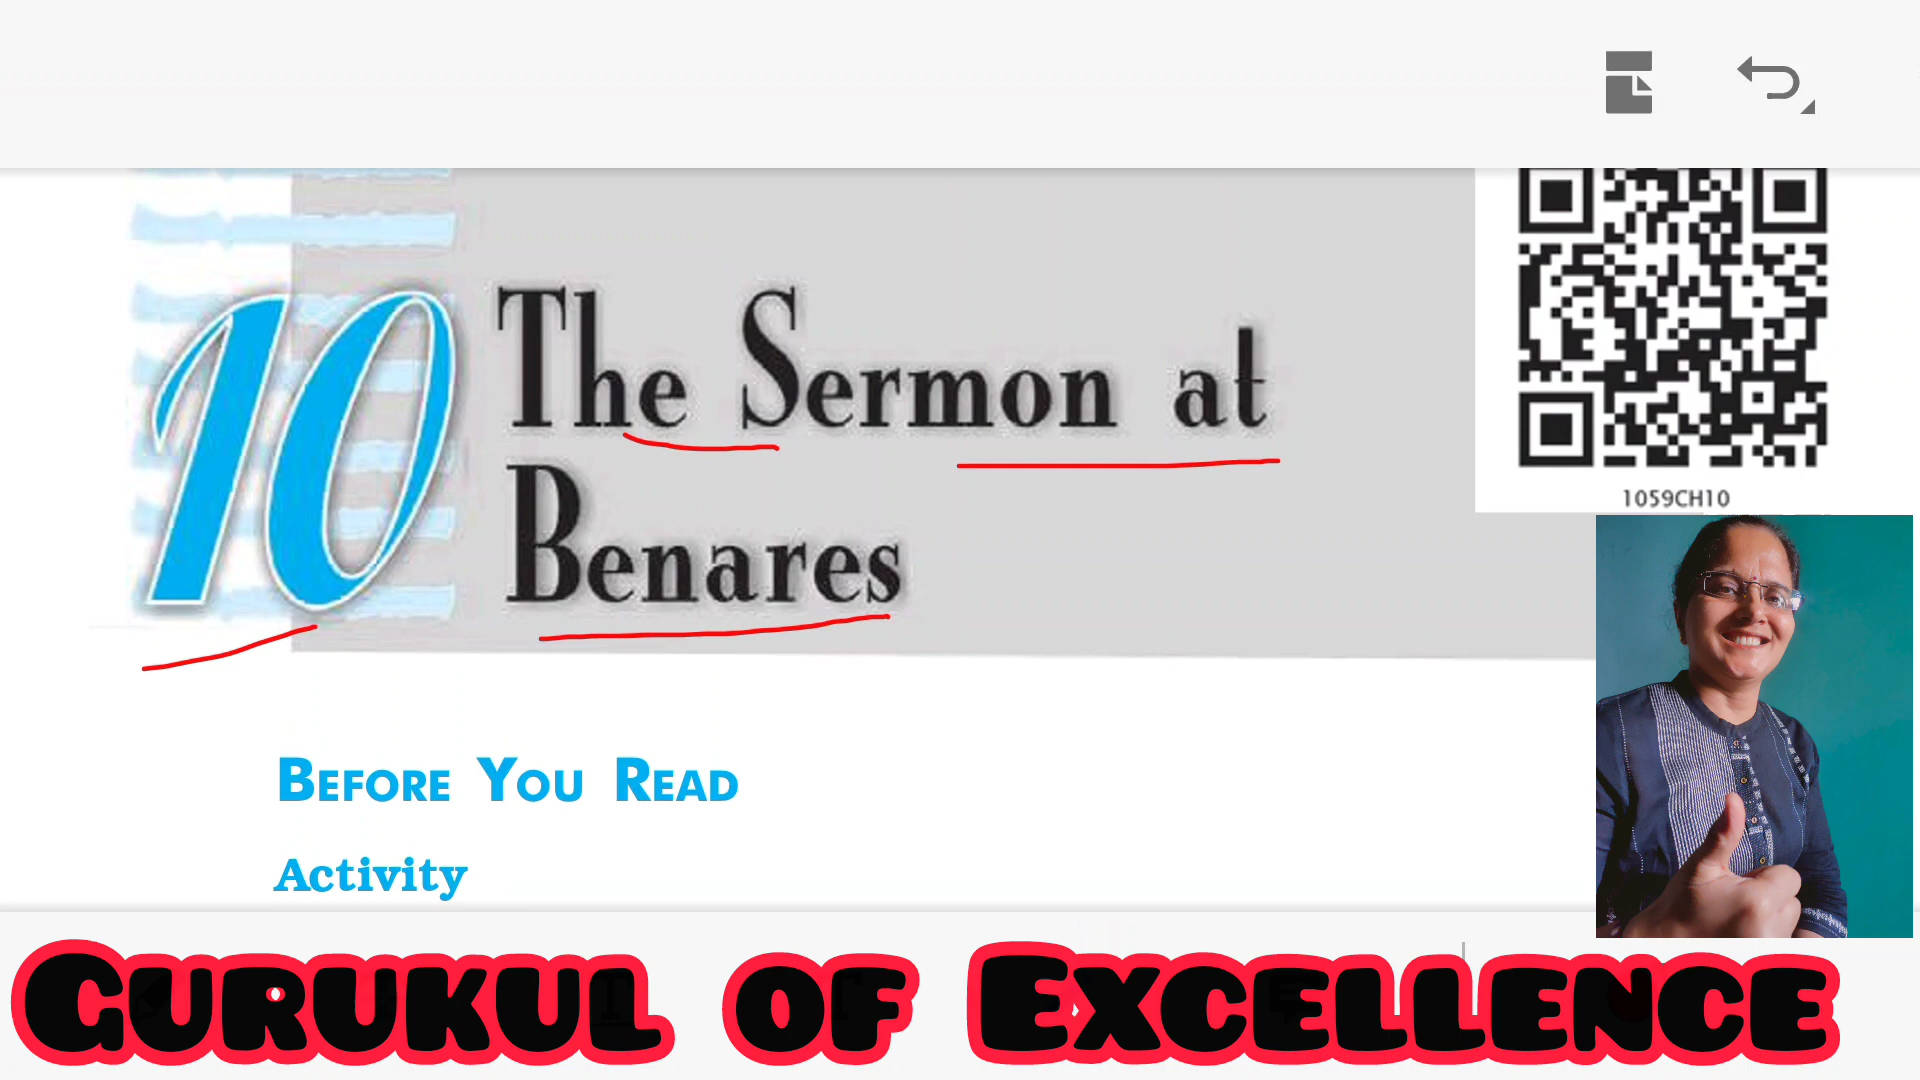 10 The Sermon at
Benares
1059CH10
BEFORE YOU READ
Activity
GURUKUL OF EXCELLENCE